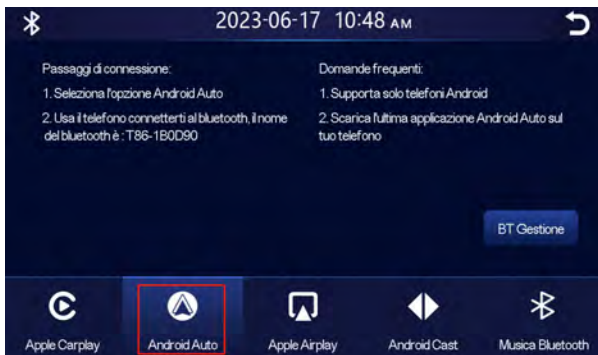 2023-06-17 10:48 AM
Passaggi di connessione:
1. Seleziona l'opzione Android Auto
2. Usa il telefono connetterti al bluetooth, il nome
del bluetooth è : T86-1B0D90
Domande frequenti:
1. Supporta solo telefoni Android
2. Scarica l'ultima applicazione Android Auto sul
tuo telefono
BT Gestione
Apple Carplay
Android Auto
Apple Airplay
Android Cast
Musica Bluetooth